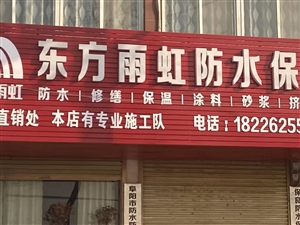 东方雨虹防水保
雨虹 防水 | 修缮 | 保温 | 涂料 | 砂浆 | 挤
直销处 本店有专业施工队 电话：18226255
阜阳市防水防